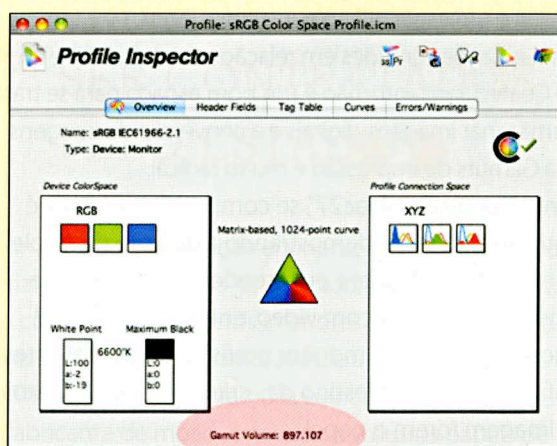 Profile: sRGB Color Space Profile.icm
Profile Inspector
Overview Header Fields Tag Table Curves Errors/Warnings
Name: sRGB IEC61966-2.1
Type: Device: Monitor
Device ColorSpace
Profile Connection Space
RGB
XYZ
Matrix-based, 1024-point curve
White Point Maximum Black
6600°K
L:100
a:-2
b:-19
L:0
a:0
b:0
Gamut Volume: 897.107